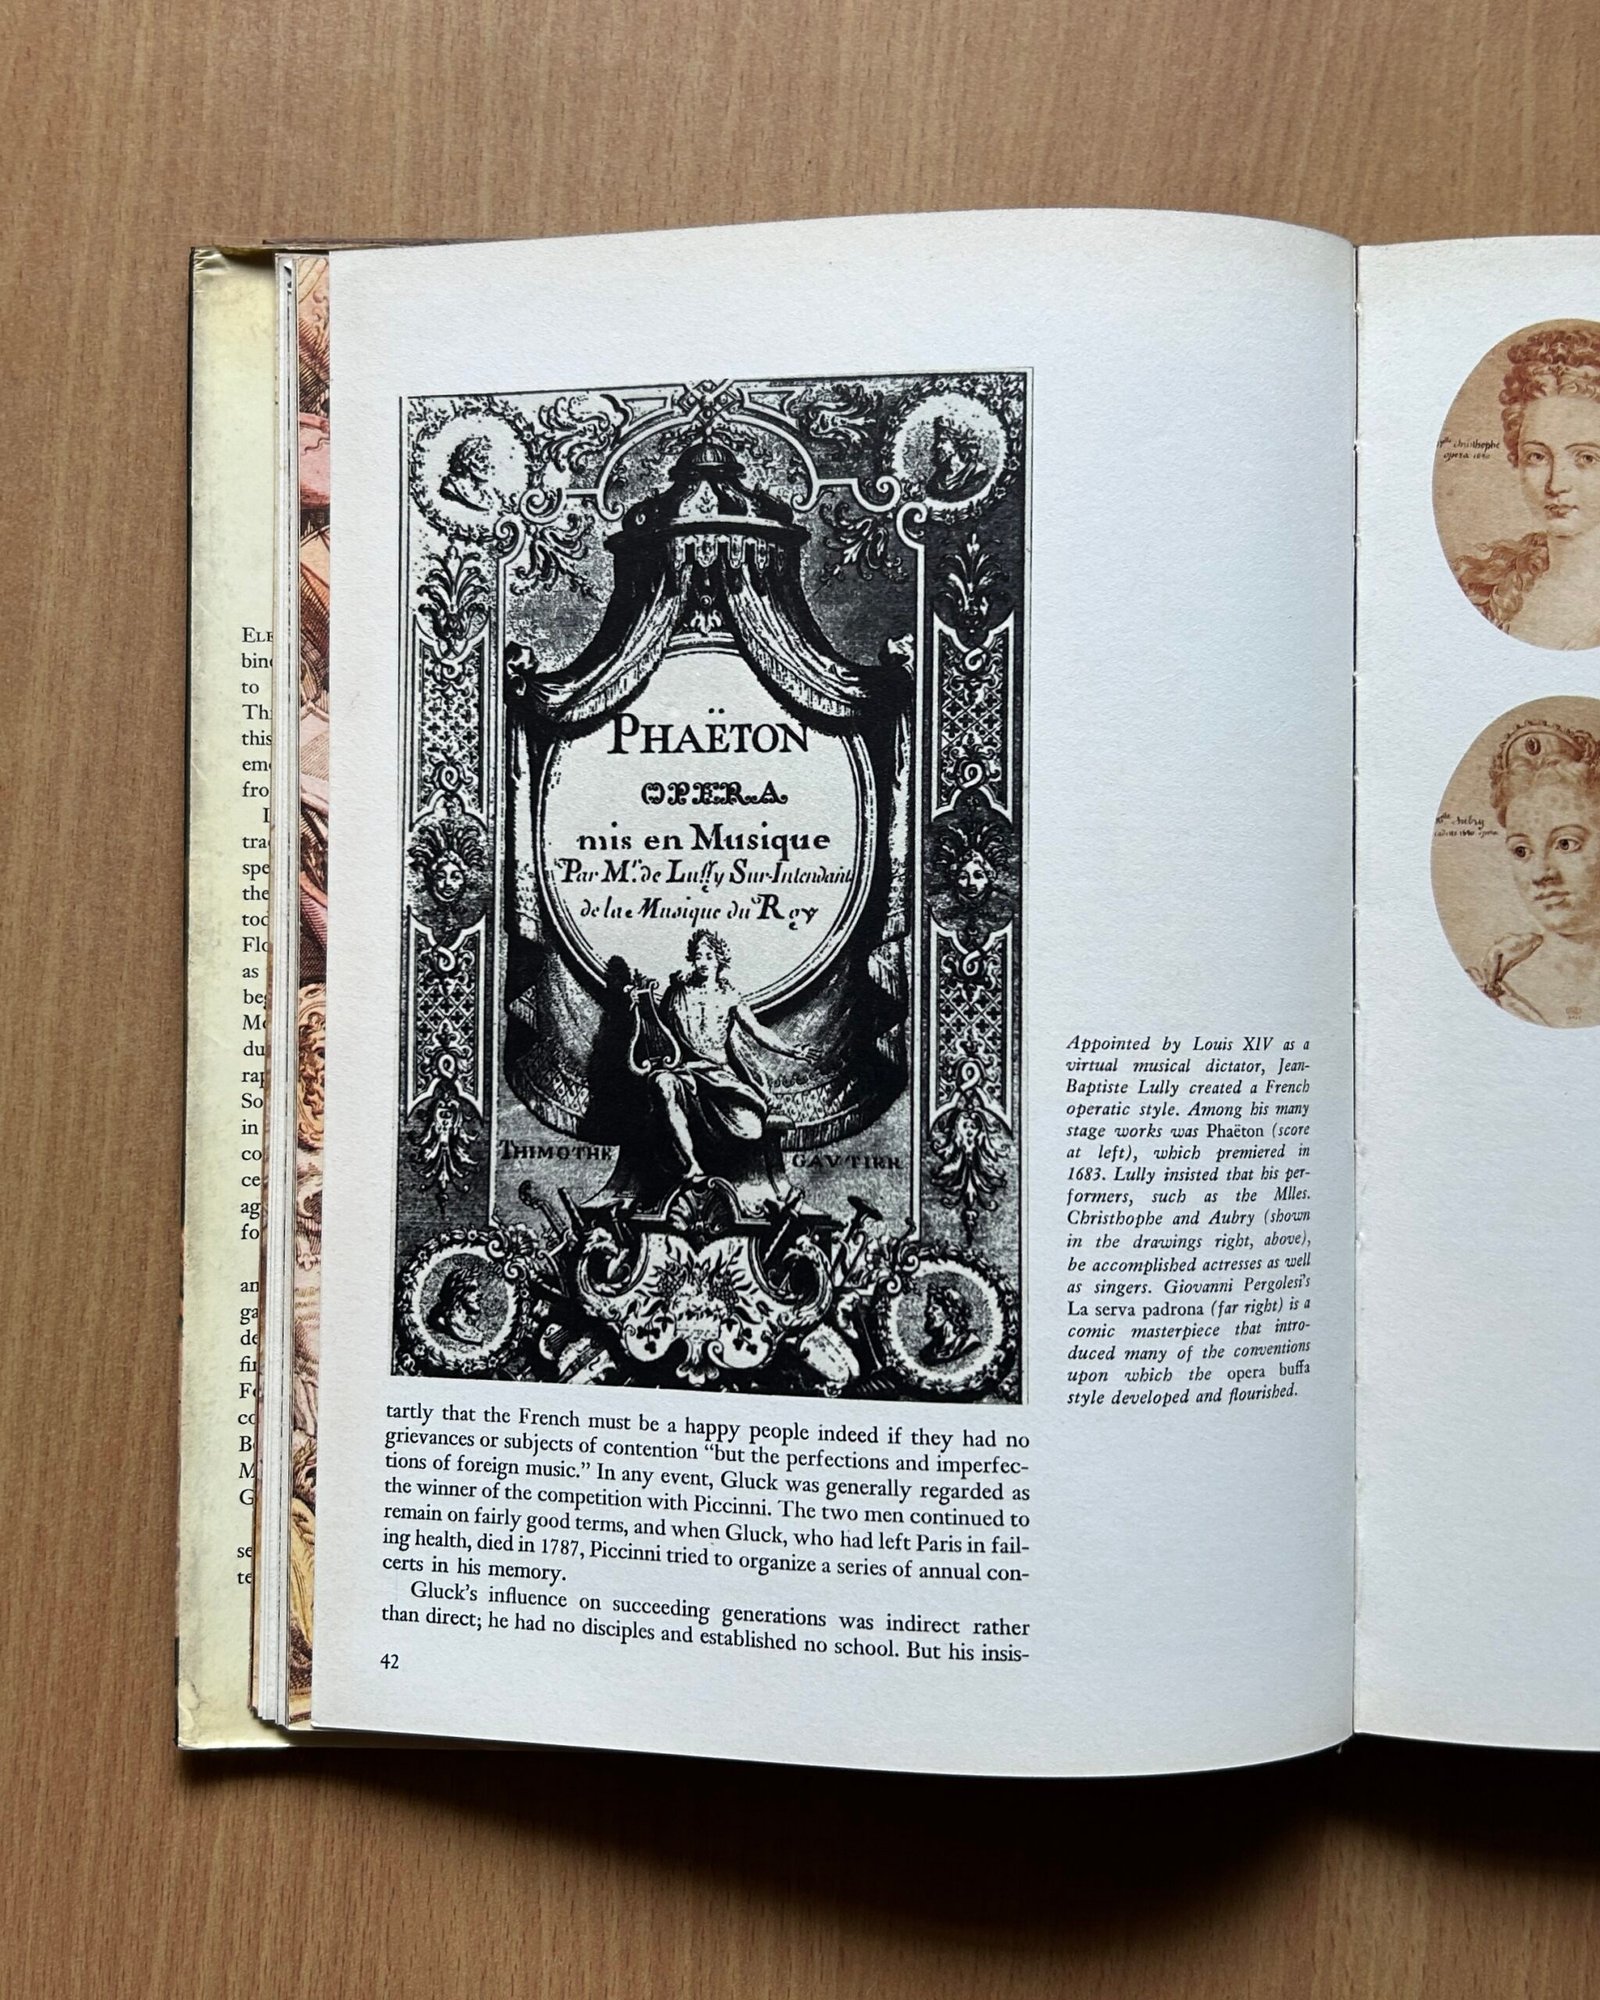 PHAËTON
OPERA
mis en Musique
Par Mr. de Lully Sur-Intendant
de la Musique du Roy
THIMOTHE GAVTIER
Appointed by Louis XIV as a
virtual musical dictator, Jean-
Baptiste Lully created a French
operatic style. Among his many
stage works was Phaëton (score
at left), which premiered in
1683. Lully insisted that his per-
formers, such as the Mlles.
Christhophe and Aubry (shown
in the drawings right, above),
be accomplished actresses as well
as singers. Giovanni Pergolesi's
La serva padrona (far right) is a
comic masterpiece that intro-
duced many of the conventions
upon which the opera buffa
style developed and flourished.
tartly that the French must be a happy people indeed if they had no
grievances or subjects of contention “but the perfections and imperfec-
tions of foreign music.” In any event, Gluck was generally regarded as
the winner of the competition with Piccinni. The two men continued to
remain on fairly good terms, and when Gluck, who had left Paris in fail-
ing health, died in 1787, Piccinni tried to organize a series of annual con-
certs in his memory.
Gluck's influence on succeeding generations was indirect rather
than direct; he had no disciples and established no school. But his insis-
42
christhophe
opera
Aubry